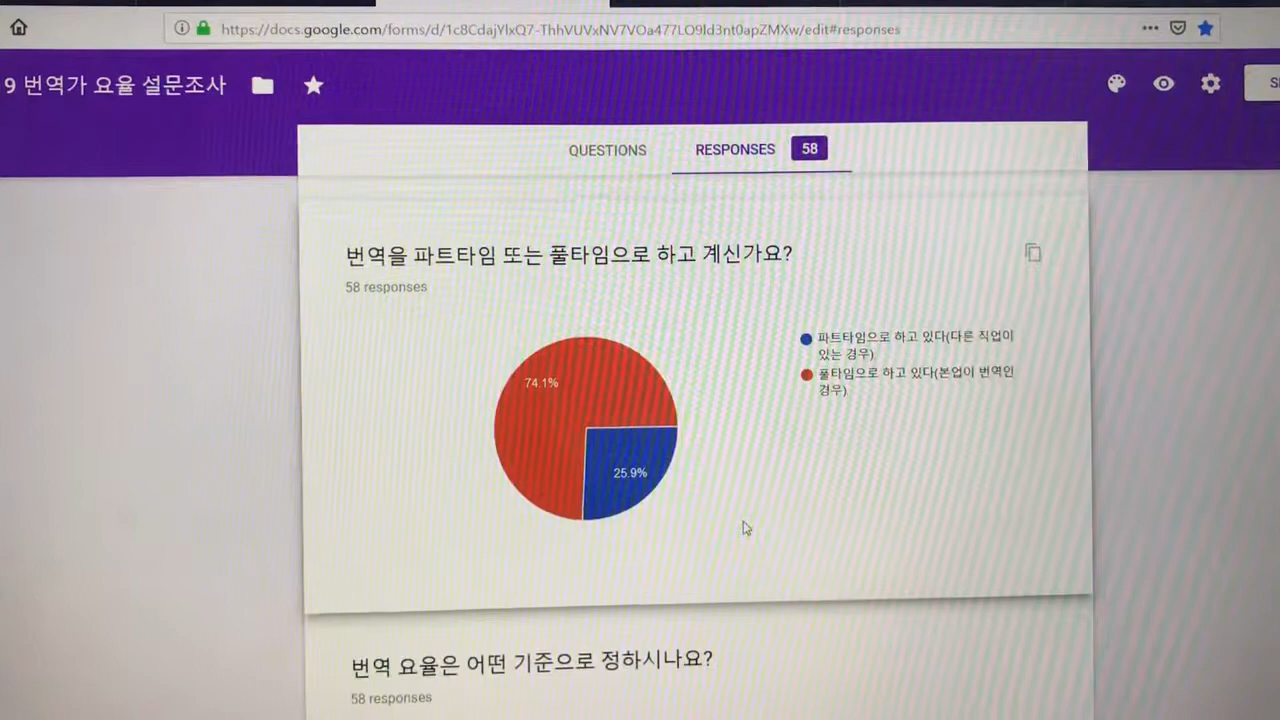 https://docs.google.com/forms/d/1c8CdajYlxQ7-ThhVUVxNV7VOa477LO9ld3nt0apZMXw/edit#responses
9 번역가 요율 설문조사
QUESTIONS
RESPONSES 58
번역을 파트타임 또는 풀타임으로 하고 계신가요?
58 responses
74.1%
25.9%
파트타임으로 하고 있다(다른 직업이
있는 경우)
풀타임으로 하고 있다(본업이 번역인
경우)
번역 요율은 어떤 기준으로 정하시나요?
58 responses